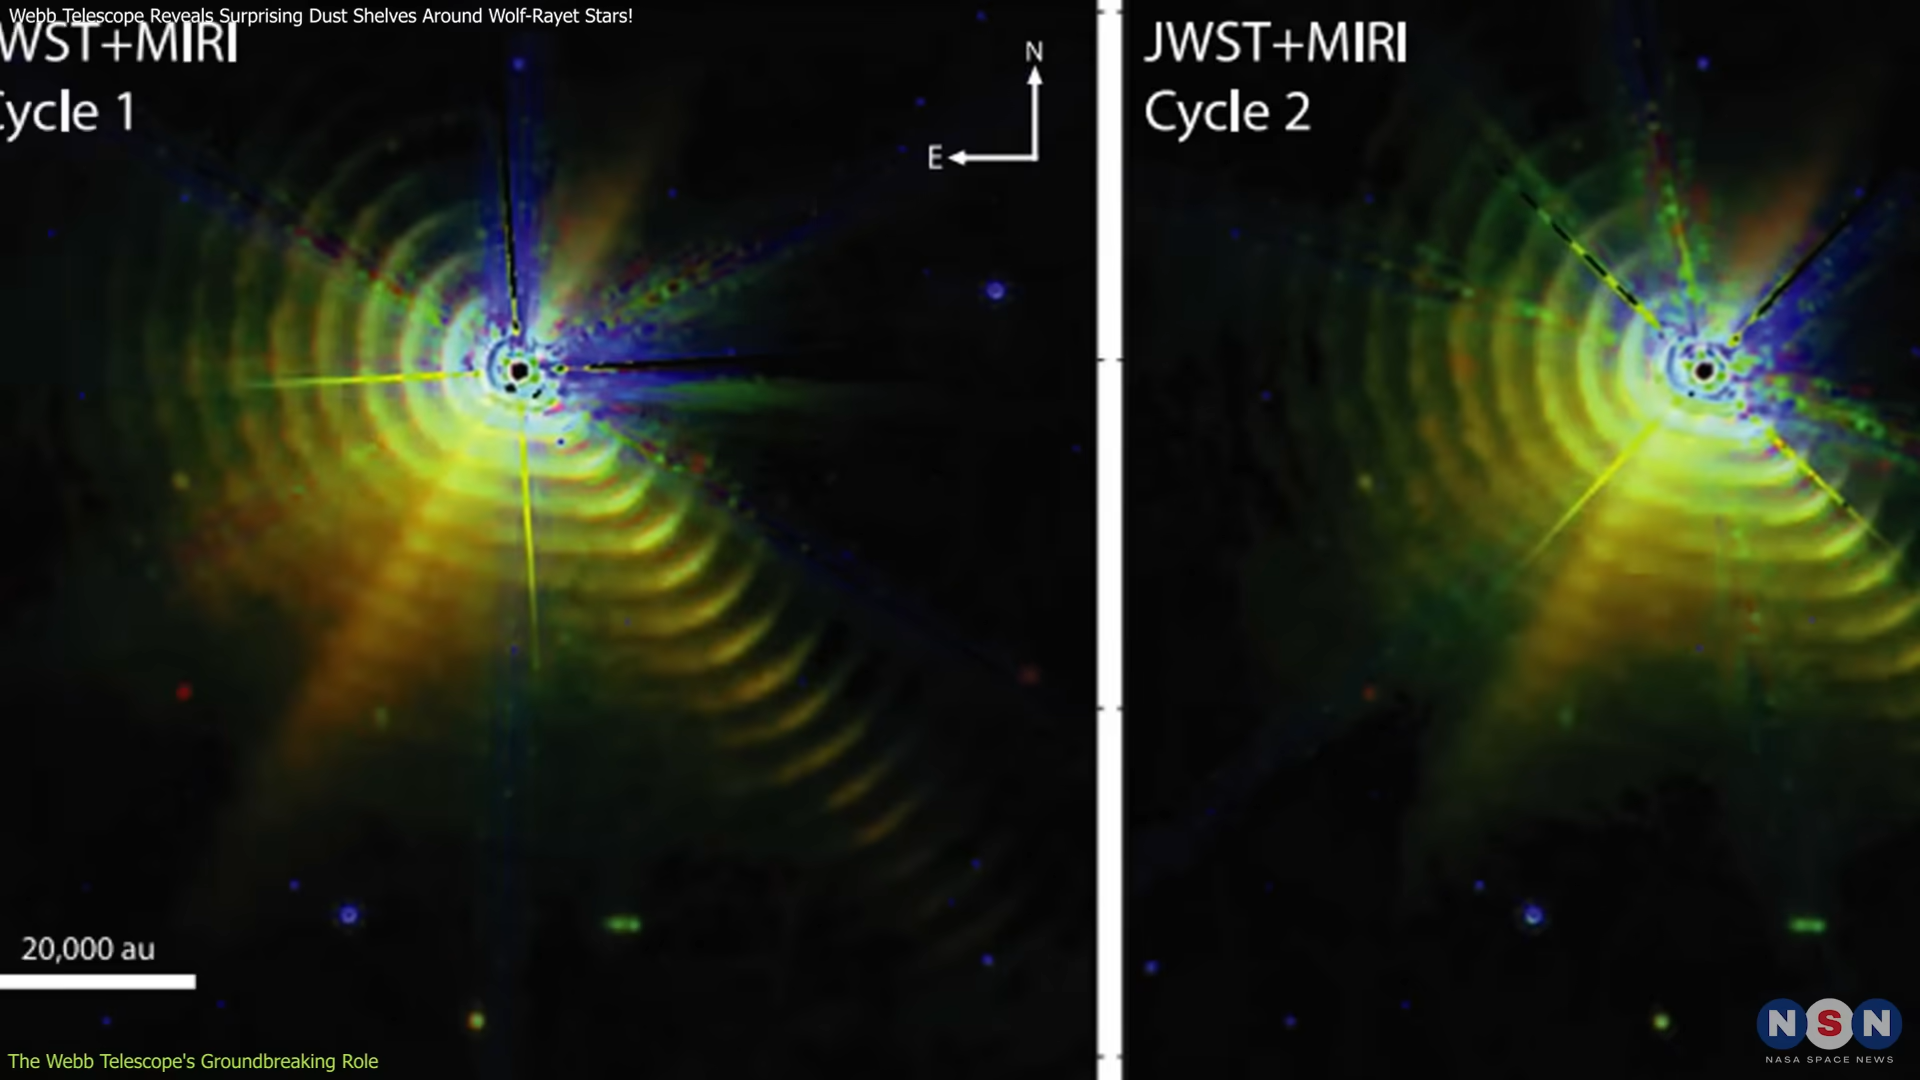 Webb Telescope Reveals Surprising Dust Shelves Around Wolf-Rayet Stars!
WST+MIRI
Cycle 1
N
E
20,000 au
JWST+MIRI
Cycle 2
The Webb Telescope's Groundbreaking Role
NSN
NASA SPACE NEWS